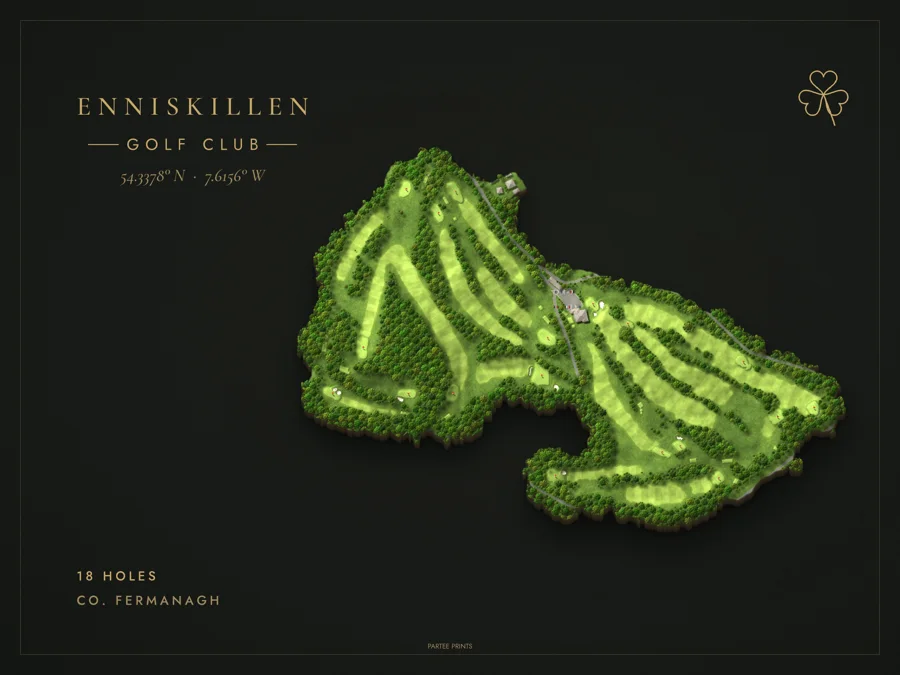 ENNISKILLEN
GOLF CLUB
54.3378° N · 7.6156° W
18 HOLES
CO. FERMANAGH
PARTEE PRINTS